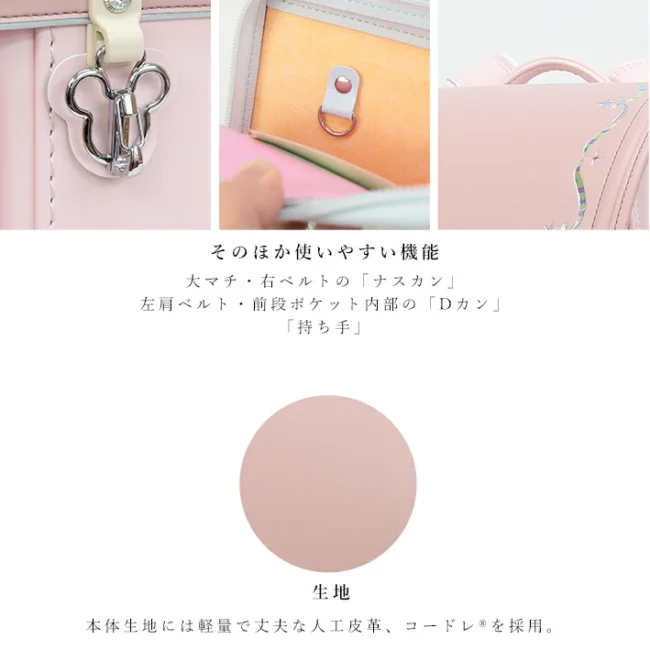 そのほか使いやすい機能
大マチ・右ベルトの「ナスカン」
左肩ベルト・前段ポケット内部の「Dカン」
「持ち手」
生地
本体生地には軽量で丈夫な人工皮革、コードレ®を採用。